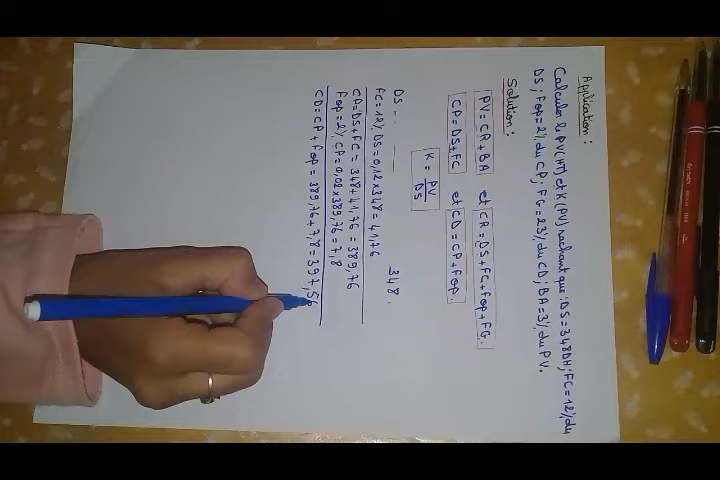 Application :
Calculer le PV(HT) et K(PV) sachant que : DS = 348DH ; FC = 12% du
DS ; Fop = 2% du CP ; FG = 23% du CD ; BA = 3% du PV.
Solution :
PV = CR + BA et CR = DS + FC + Fop + FG.
CP = DS + FC et CD = CP + Fop.
K = PV / DS
DS - . 348 .
FC = 12% DS = 0,12 x 348 = 41,76
CP = DS + FC = 348 + 41,76 = 389,76
Fop = 2% CP = 0,02 x 389,76 = 7,8
CD = CP + Fop = 389,76 + 7,8 = 397,56